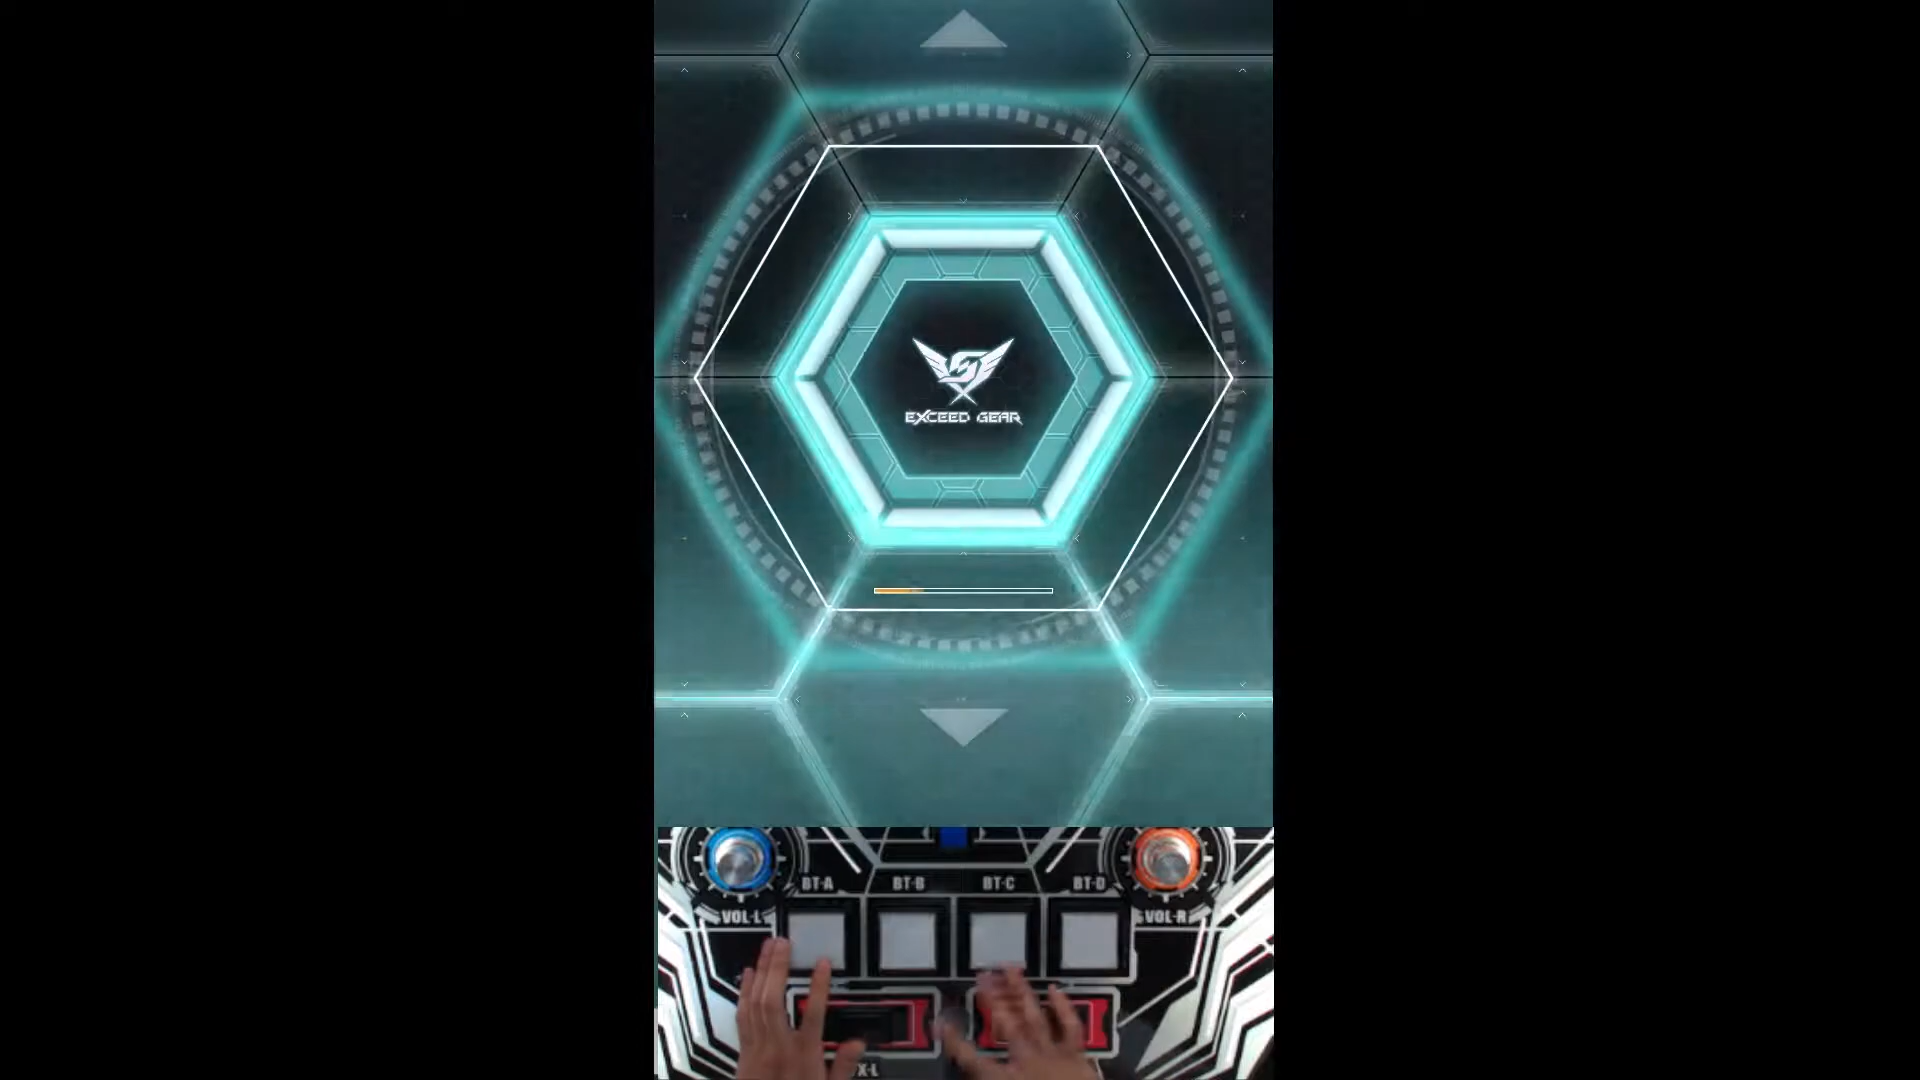 EXCEED GEAR
BT-A
BT-B
BT-C
BT-D
VOL-L
VOL-R
X-L